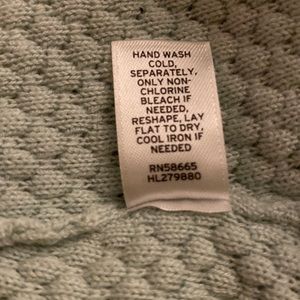 HAND WASH
COLD,
SEPARATELY,
ONLY NON-
CHLORINE
BLEACH IF
NEEDED,
RESHAPE, LAY
FLAT TO DRY,
COOL IRON IF
NEEDED
RN58665
HL279880